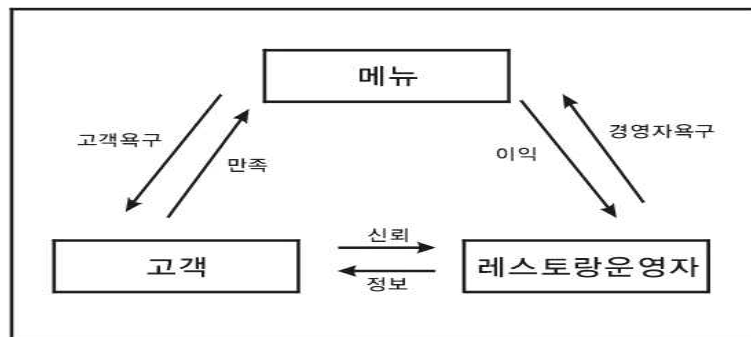 메뉴
고객욕구
만족
이익
경영자욕구
고객
신뢰
정보
레스토랑운영자